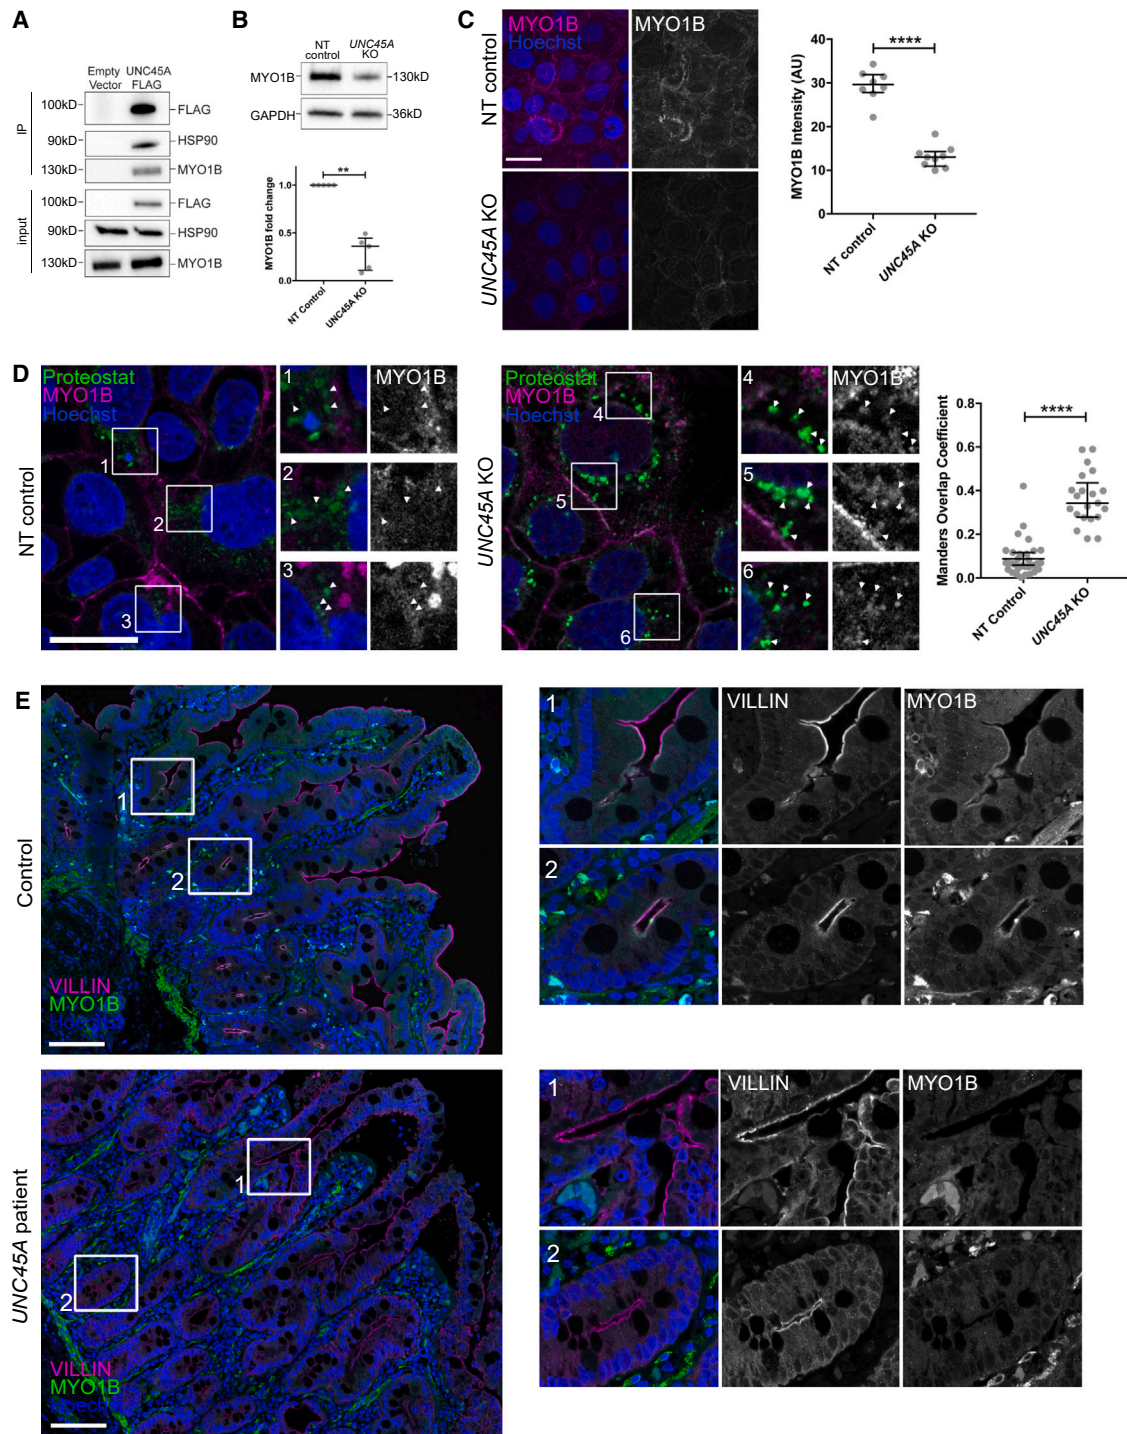 A
Empty Vector
UNC45A FLAG
IP
100kD
FLAG
90kD
HSP90
130kD
MYO1B
input
100kD
FLAG
90kD
HSP90
130kD
MYO1B
B
NT control
UNC45A KO
MYO1B
130kD
GAPDH
36kD
MYO1B fold change
1.0
0.5
0.0
**
NT Control
UNC45A KO
C
NT control
UNC45A KO
MYO1B
Hoechst
MYO1B
MYO1B Intensity (AU)
40
30
20
10
0
****
NT control
UNC45A KO
D
NT control
Proteostat
MYO1B
Hoechst
1
2
3
1
MYO1B
2
3
UNC45A KO
Proteostat
MYO1B
Hoechst
4
5
6
4
MYO1B
5
6
Manders Overlap Coefficient
0.8
0.6
0.4
0.2
0.0
****
NT Control
UNC45A KO
E
Control
1
2
VILLIN
MYO1B
Hoechst
1
VILLIN
MYO1B
2
UNC45A patient
1
2
VILLIN
MYO1B
Hoechst
1
VILLIN
MYO1B
2